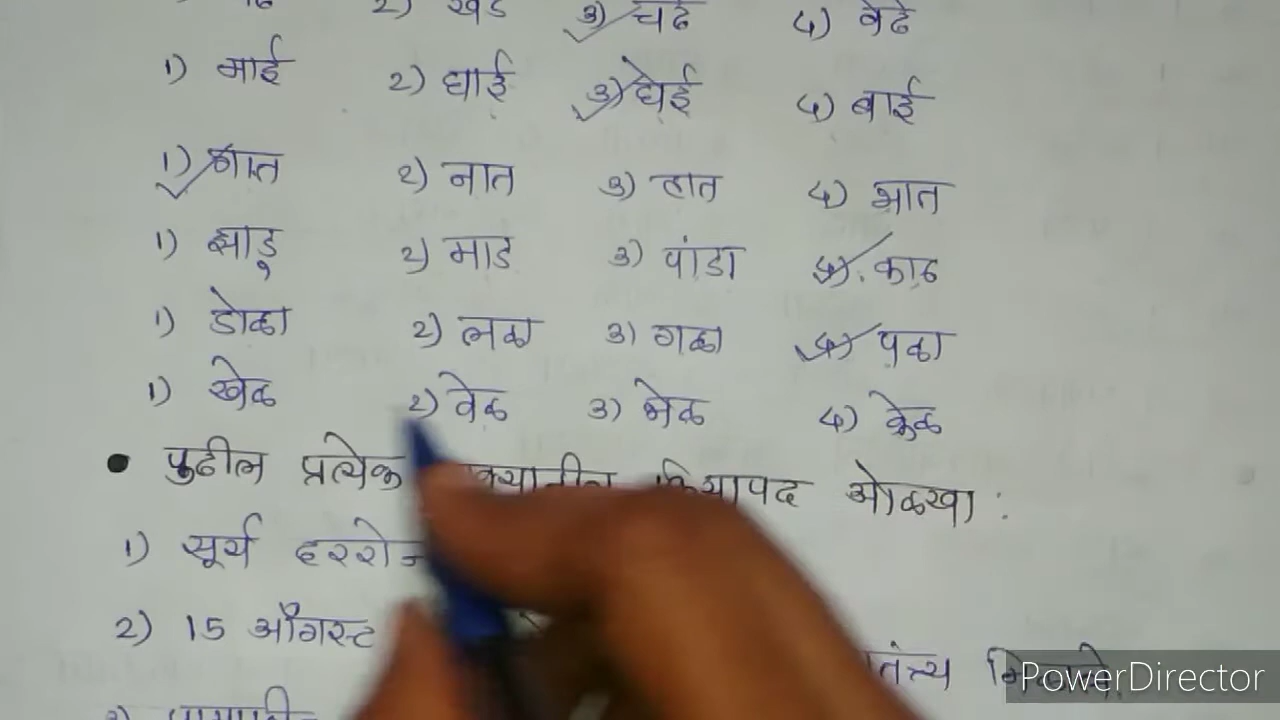 2) खड 3) चढ 4) वेढे
1) माई 2) घाई 3) घेई 4) बाई
1) गात 2) नात 3) हात 4) भात
1) झाडू 2) माड 3) पांडा 4) काढ
1) डोळा 2) लळा 3) गळा 4) पळा
1) खेळ 2) वेळ 3) भेळ 4) केळ
• पुढील प्रत्येक क्रियापद ओळखा :
1) सूर्य
2) 15 ऑगस्ट मिळाले.
PowerDirector